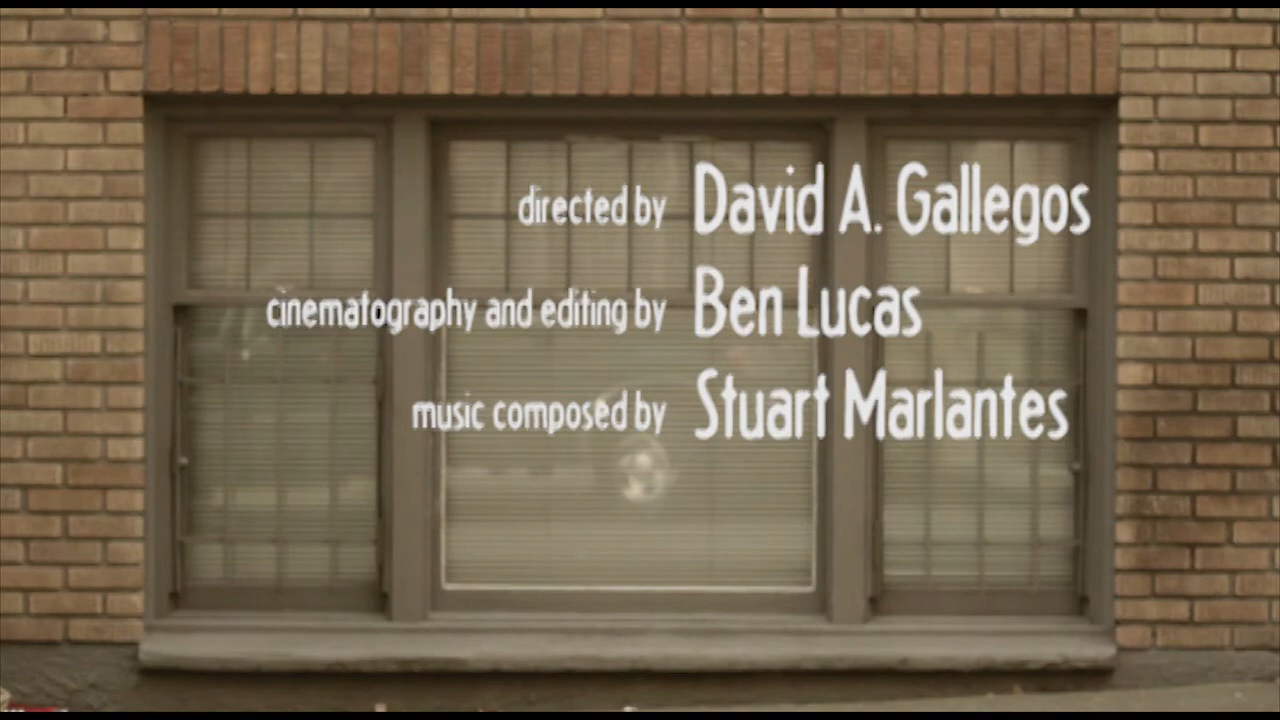 directed by David A. Gallegos
cinematography and editing by Ben Lucas
music composed by Stuart Marlantes